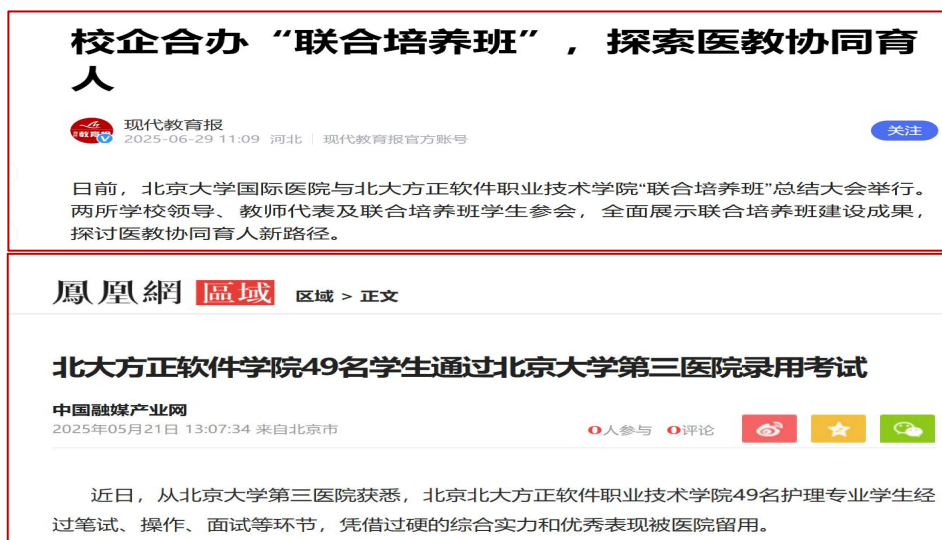 校企合办“联合培养班”，探索医教协同育
人
现代教育报
2025-06-29 11:09 河北 | 现代教育报官方账号
关注
日前，北京大学国际医院与北大方正软件职业技术学院“联合培养班”总结大会举行。
两所学校领导、教师代表及联合培养班学生参会，全面展示联合培养班建设成果，
探讨医教协同育人新路径。
鳳凰網 區域 区域 > 正文
北大方正软件学院49名学生通过北京大学第三医院录用考试
中国融媒产业网
2025年05月21日 13:07:34 来自北京市
0人参与 0评论
近日，从北京大学第三医院获悉，北京北大方正软件职业技术学院49名护理专业学生经
过笔试、操作、面试等环节，凭借过硬的综合实力和优秀表现被医院留用。